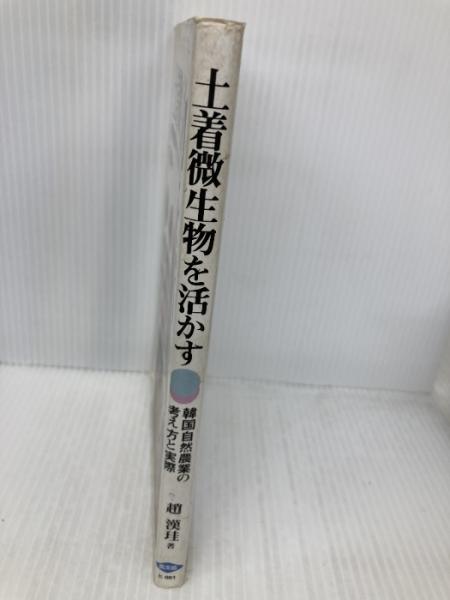 土着微生物を活かす
韓国自然農業の
考え方と実際
趙 漢珪 著